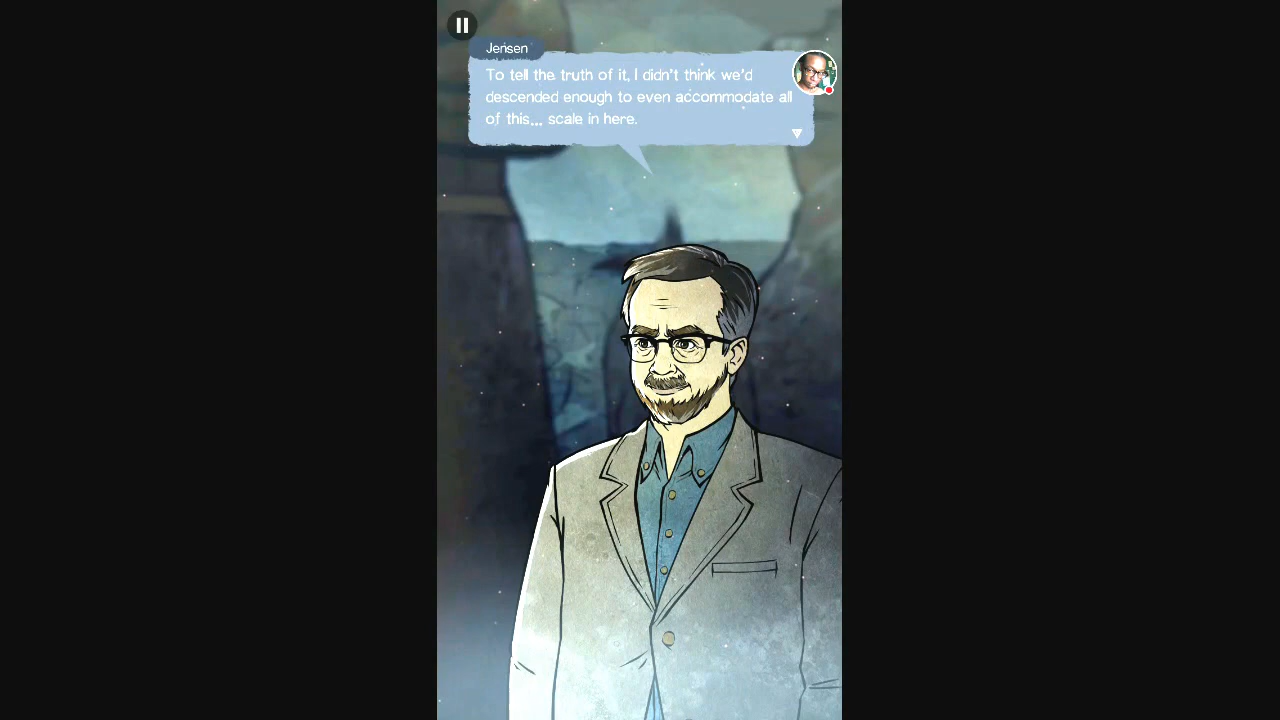 Jensen
To tell the truth of it, I didn't think we'd
descended enough to even accommodate all
of this... scale in here.